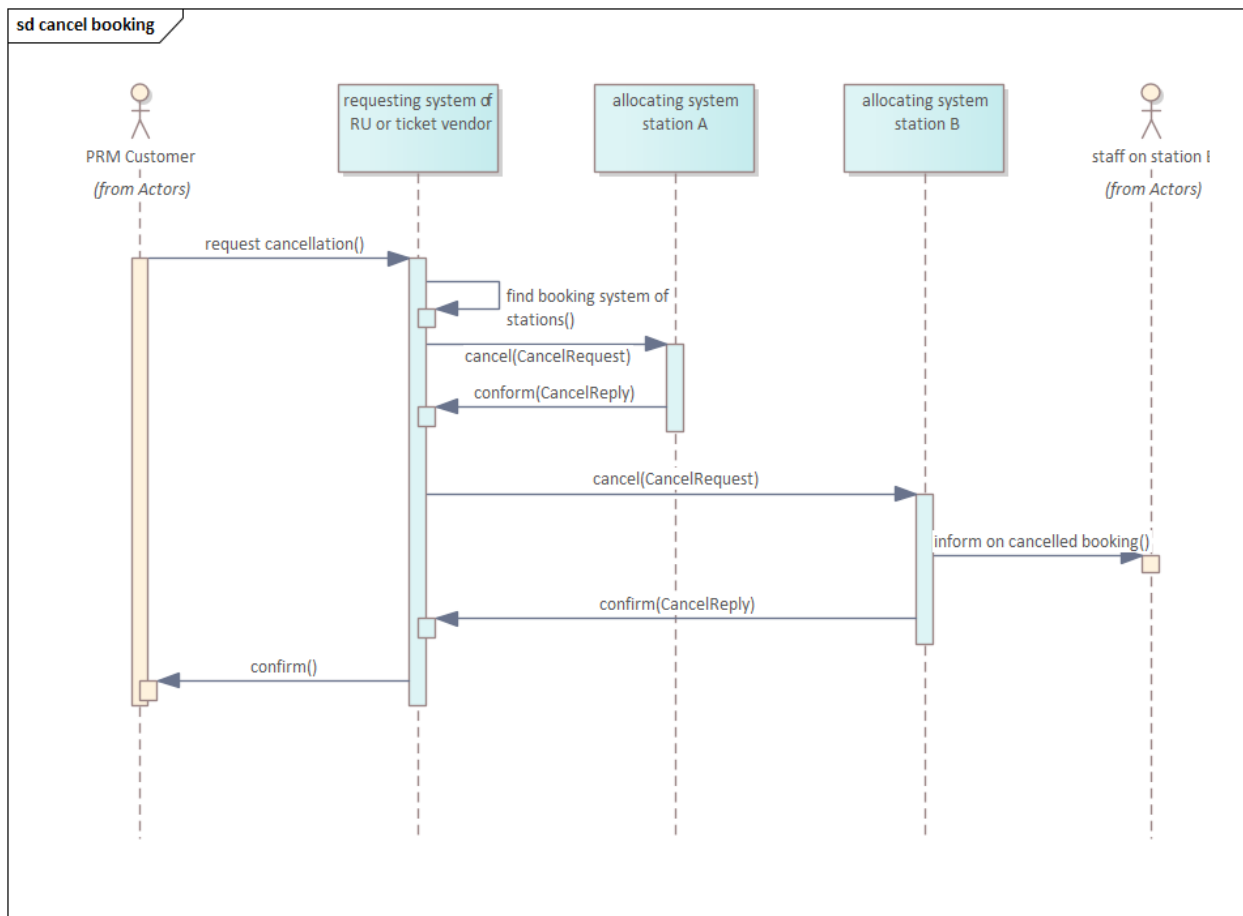 sd cancel booking
requesting system of
RU or ticket vendor
allocating system
station A
allocating system
station B
PRM Customer
(from Actors)
staff on station
(from Actors)
request cancellation()
find booking system of
stations()
cancel(CancelRequest)
conform(CancelReply)
cancel(CancelRequest)
inform on cancelled booking()
confirm(CancelReply)
confirm()